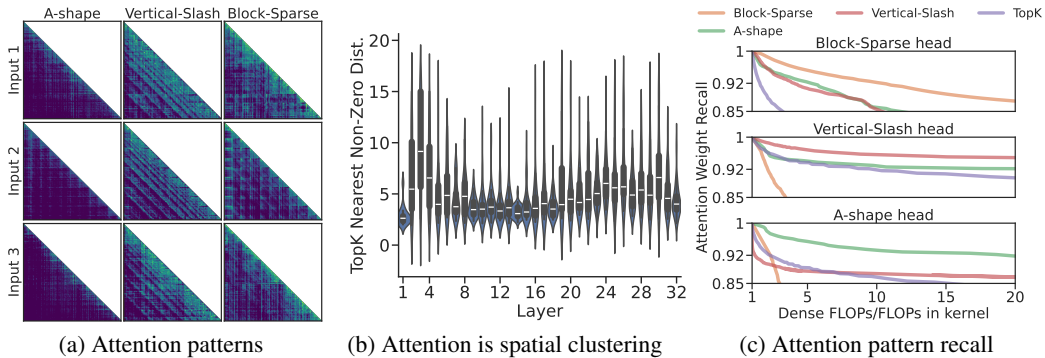 A-shape Vertical-Slash Block-Sparse
Input 1
Input 2
Input 3
(a) Attention patterns
TopK Nearest Non-Zero Dist.
20
15
10
5
0
1 4 8 12 16 20 24 28 32
Layer
(b) Attention is spatial clustering
Block-Sparse Vertical-Slash TopK
A-shape
Attention Weight Recall
Block-Sparse head
1
0.92
0.85
Vertical-Slash head
1
0.92
0.85
A-shape head
1
0.92
0.85
1 5 10 15 20
Dense FLOPs/FLOPs in kernel
(c) Attention pattern recall